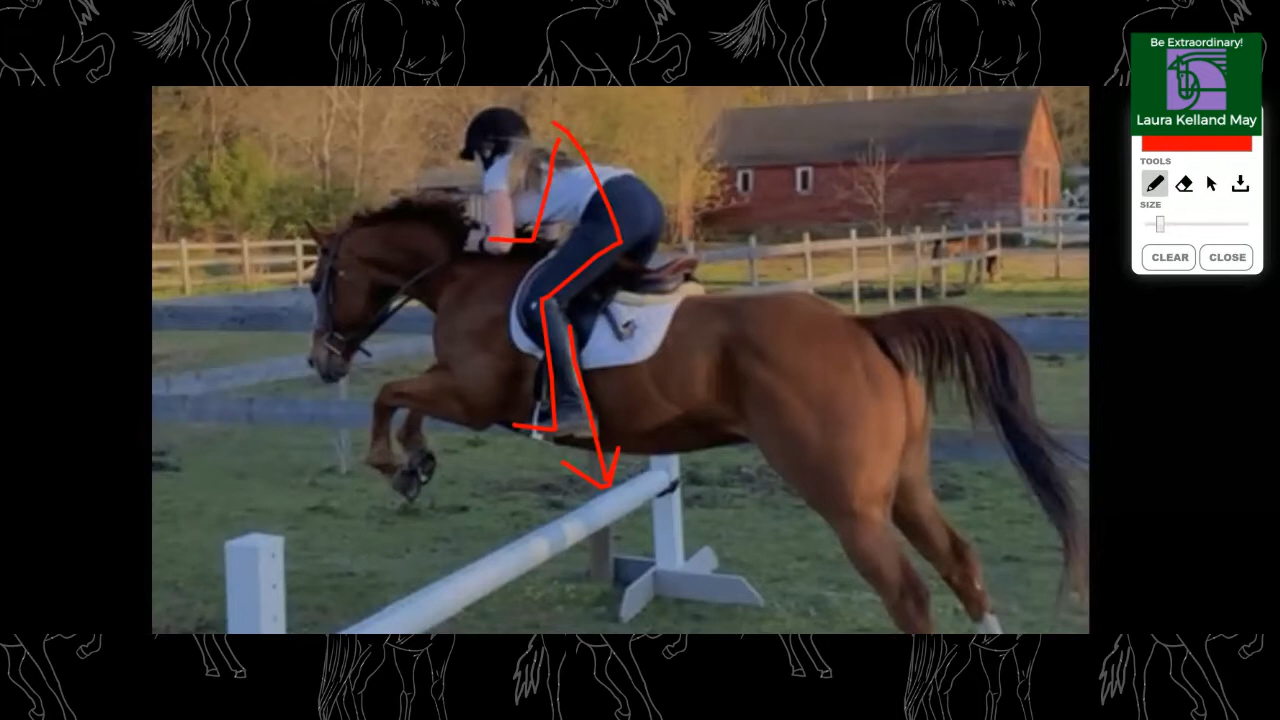 Be Extraordinary!
Laura Kelland May
TOOLS
SIZE
CLEAR
CLOSE